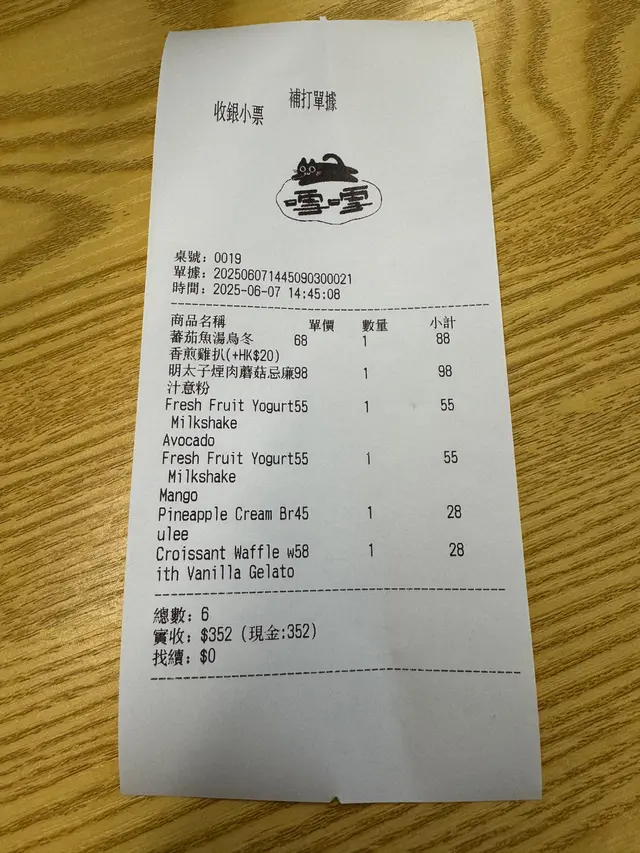 補打單據
收銀小票
雪雪
桌號: 0019
單據: 202506071445090300021
時間: 2025-06-07 14:45:08
商品名稱 單價 數量 小計
蕃茄魚湯烏冬 68 1 88
香煎雞扒(+HK$20)
明太子煙肉蘑菇忌廉98 1 98
汁意粉
Fresh Fruit Yogurt55 1 55
Milkshake
Avocado
Fresh Fruit Yogurt55 1 55
Milkshake
Mango
Pineapple Cream Br45 1 28
ulee
Croissant Waffle w58 1 28
ith Vanilla Gelato
總數: 6
實收: $352 (現金:352)
找續: $0